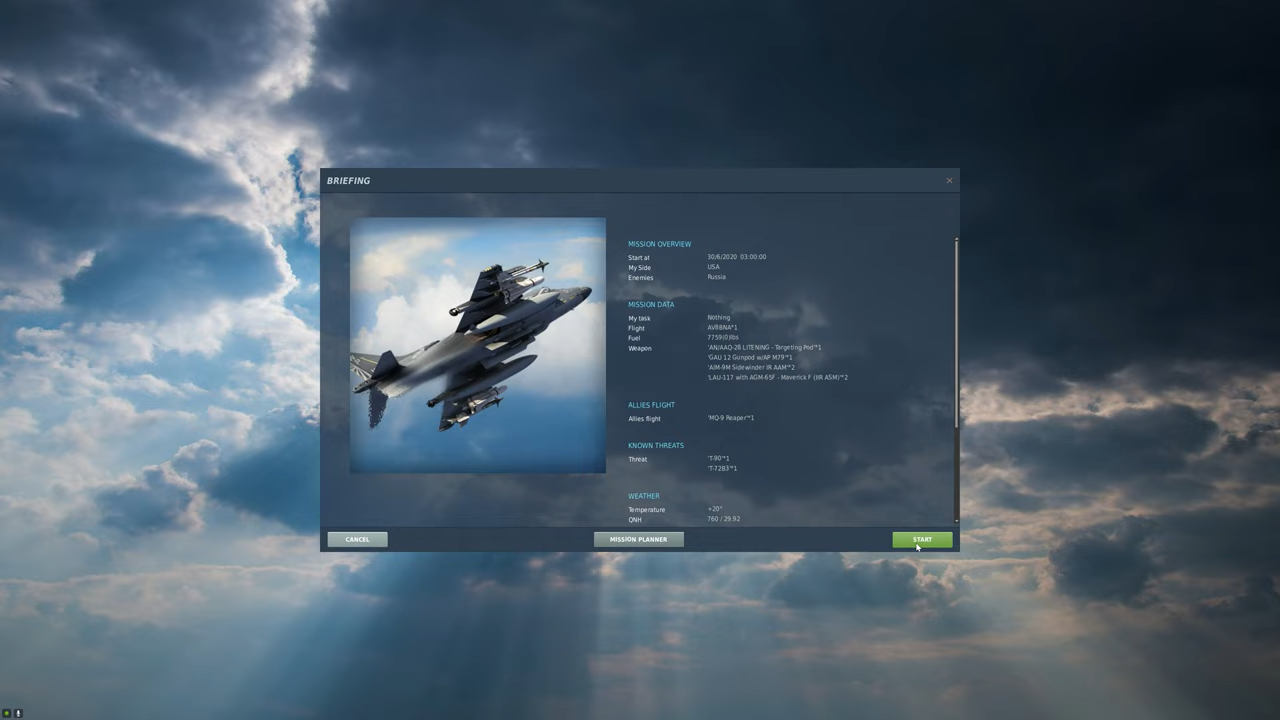 BRIEFING
MISSION OVERVIEW
Start at 30/6/2020 03:00:00
My Side USA
Enemies Russia
MISSION DATA
My task Nothing
Flight AV8BNA*1
Fuel 7759(0)lbs
Weapon 'AN/AAQ-28 LITENING - Targeting Pod'*1
'GAU 12 Gunpod w/AP M79'*1
'AIM-9M Sidewinder IR AAM'*2
'LAU-117 with AGM-65F - Maverick F (IIR ASM)'*2
ALLIES FLIGHT
Allies flight 'MQ-9 Reaper'*1
KNOWN THREATS
Threat 'T-90'*1
'T-72B3'*1
WEATHER
Temperature +20°
QNH 760 / 29.92
CANCEL
MISSION PLANNER
START